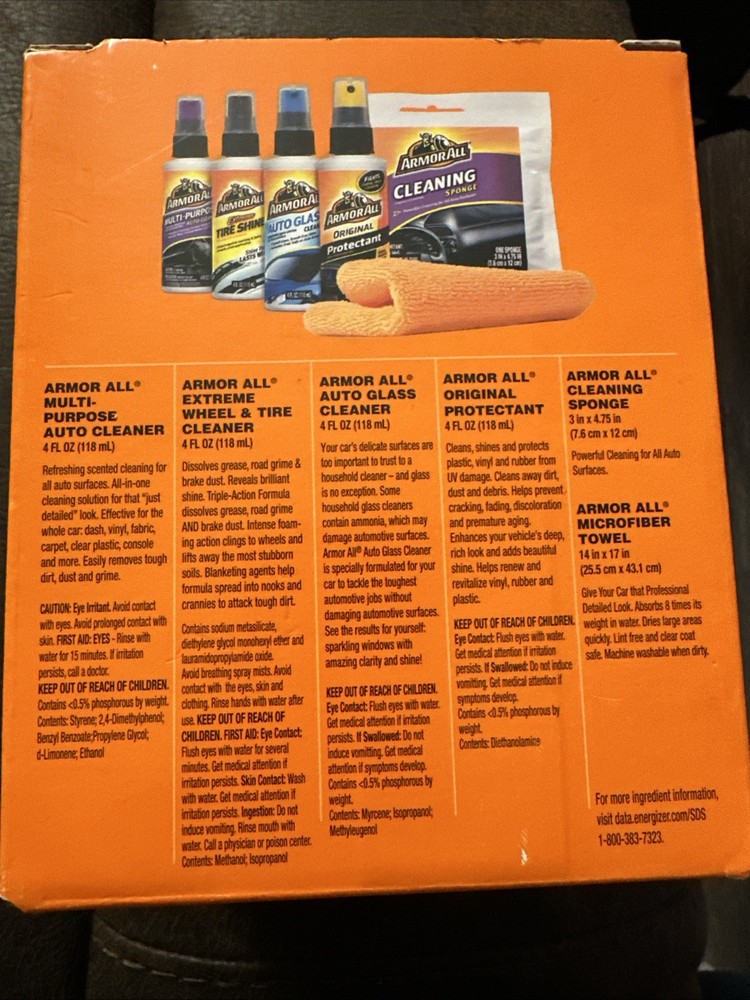 ARMOR ALL
MULTI-PURPO
ARMOR ALL
EXTREME
TIRE SHIN
LASTS
ARMOR ALL
AUTO GLAS
CLEAN
ARMOR ALL
ORIGINAL
Protectant
ARMOR ALL
CLEANING
SPONGE
ONE SPONGE
3 IN x 4.75 IN
(7.6 cm x 12 cm)
ARMOR ALL®
MULTI-
PURPOSE
AUTO CLEANER
4 FL OZ (118 mL)
Refreshing scented cleaning for
all auto surfaces. All-in-one
cleaning solution for that "just
detailed" look. Effective for the
whole car: dash, vinyl, fabric,
carpet, clear plastic, console
and more. Easily removes tough
dirt, dust and grime.
CAUTION: Eye Irritant. Avoid contact
with eyes. Avoid prolonged contact with
skin. FIRST AID: EYES - Rinse with
water for 15 minutes. If irritation
persists, call a doctor.
KEEP OUT OF REACH OF CHILDREN.
Contains <0.5% phosphorous by weight.
Contents: Styrene; 2,4-Dimethylphenol;
Benzyl Benzoate;Propylene Glycol;
d-Limonene; Ethanol
ARMOR ALL®
EXTREME
WHEEL & TIRE
CLEANER
4 FL OZ (118 mL)
Dissolves grease, road grime &
brake dust. Reveals brilliant
shine. Triple-Action Formula
dissolves grease, road grime
AND brake dust. Intense foam-
ing action clings to wheels and
lifts away the most stubborn
soils. Blanketing agents help
formula spread into nooks and
crannies to attack tough dirt.
Contains sodium metasilicate,
diethylene glycol monohexyl ether and
lauramidopropylamide oxide.
Avoid breathing spray mists. Avoid
contact with the eyes, skin and
clothing. Rinse hands with water after
use. KEEP OUT OF REACH OF
CHILDREN. FIRST AID: Eye Contact:
Flush eyes with water for several
minutes. Get medical attention if
irritation persists. Skin Contact: Wash
with water. Get medical attention if
irritation persists. Ingestion: Do not
induce vomiting. Rinse mouth with
water. Call a physician or poison center.
Contents: Methanol; Isopropanol
ARMOR ALL®
AUTO GLASS
CLEANER
4 FL OZ (118 mL)
Your car's delicate surfaces are
too important to trust to a
household cleaner – and glass
is no exception. Some
household glass cleaners
contain ammonia, which may
damage automotive surfaces.
Armor All® Auto Glass Cleaner
is specially formulated for your
car to tackle the toughest
automotive jobs without
damaging automotive surfaces.
See the results for yourself:
sparkling windows with
amazing clarity and shine!
KEEP OUT OF REACH OF CHILDREN.
Eye Contact: Flush eyes with water.
Get medical attention if irritation
persists. If Swallowed: Do not
induce vomiting. Get medical
attention if symptoms develop.
Contains <0.5% phosphorous by
weight.
Contents: Myrcene; Isopropanol;
Methyleugenol
ARMOR ALL®
ORIGINAL
PROTECTANT
4 FL OZ (118 mL)
Cleans, shines and protects
plastic, vinyl and rubber from
UV damage. Cleans away dirt,
dust and debris. Helps prevent
cracking, fading, discoloration
and premature aging.
Enhances your vehicle's deep,
rich look and adds beautiful
shine. Helps renew and
revitalize vinyl, rubber and
plastic.
KEEP OUT OF REACH OF CHILDREN.
Eye Contact: Flush eyes with water.
Get medical attention if irritation
persists. If Swallowed: Do not induce
vomitting. Get medical attention if
symptoms develop.
Contains <0.5% phosphorous by
weight.
Contents: Diethanolamine
ARMOR ALL®
CLEANING
SPONGE
3 in x 4.75 in
(7.6 cm x 12 cm)
Powerful Cleaning for All Auto
Surfaces.
ARMOR ALL®
MICROFIBER
TOWEL
14 in x 17 in
(25.5 cm x 43.1 cm)
Give Your Car that Professional
Detailed Look. Absorbs 8 times its
weight in water. Dries large areas
quickly. Lint free and clear coat
safe. Machine washable when dirty.
For more ingredient information,
visit data.energizer.com/SDS
1-800-383-7323.